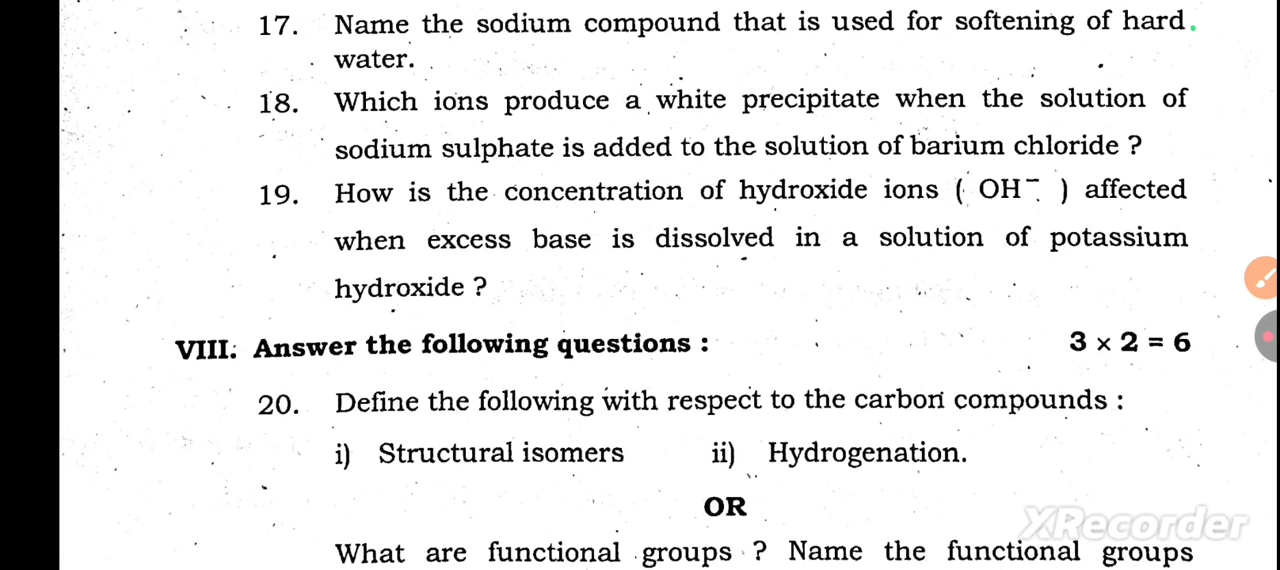 17. Name the sodium compound that is used for softening of hard
water.
18. Which ions produce a white precipitate when the solution of
sodium sulphate is added to the solution of barium chloride ?
19. How is the concentration of hydroxide ions ( OH⁻ ) affected
when excess base is dissolved in a solution of potassium
hydroxide ?
VIII. Answer the following questions : 3 × 2 = 6
20. Define the following with respect to the carbon compounds :
i) Structural isomers ii) Hydrogenation.
OR
XRecorder
What are functional groups ? Name the functional groups